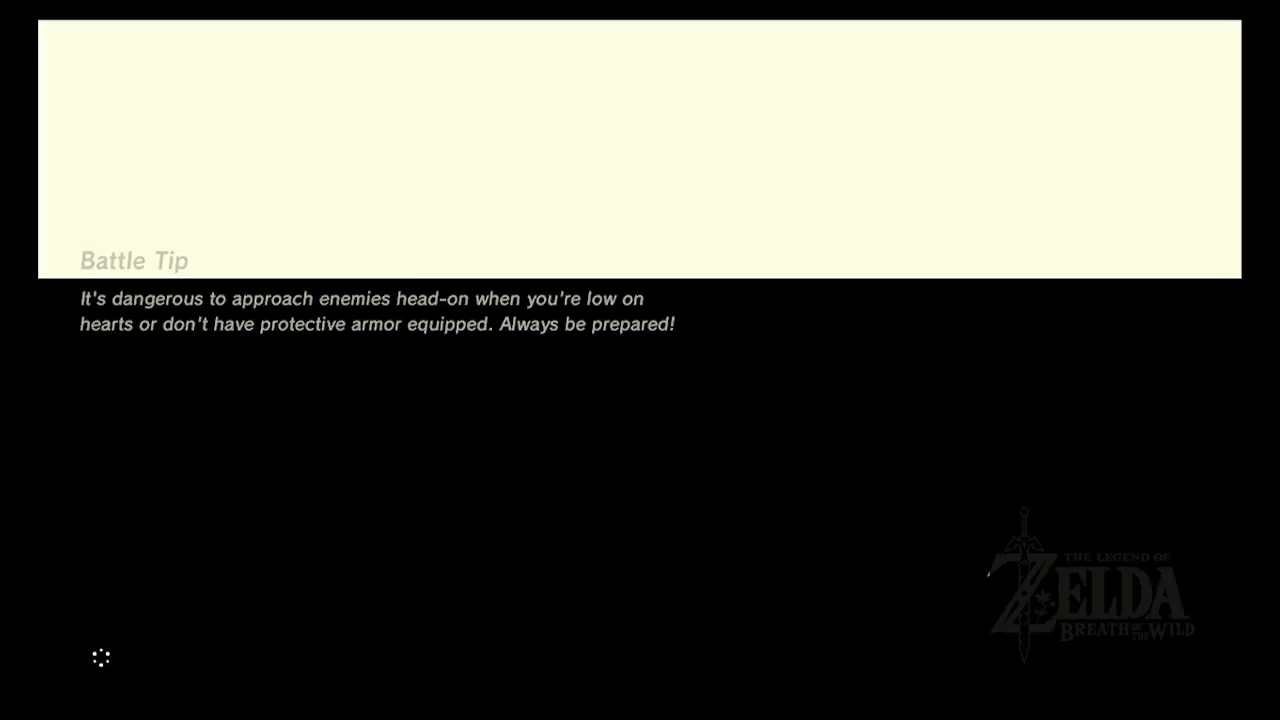 Battle Tip
It's dangerous to approach enemies head-on when you're low on
hearts or don't have protective armor equipped. Always be prepared!
THE LEGEND OF
ZELDA
BREATH OF THE WILD